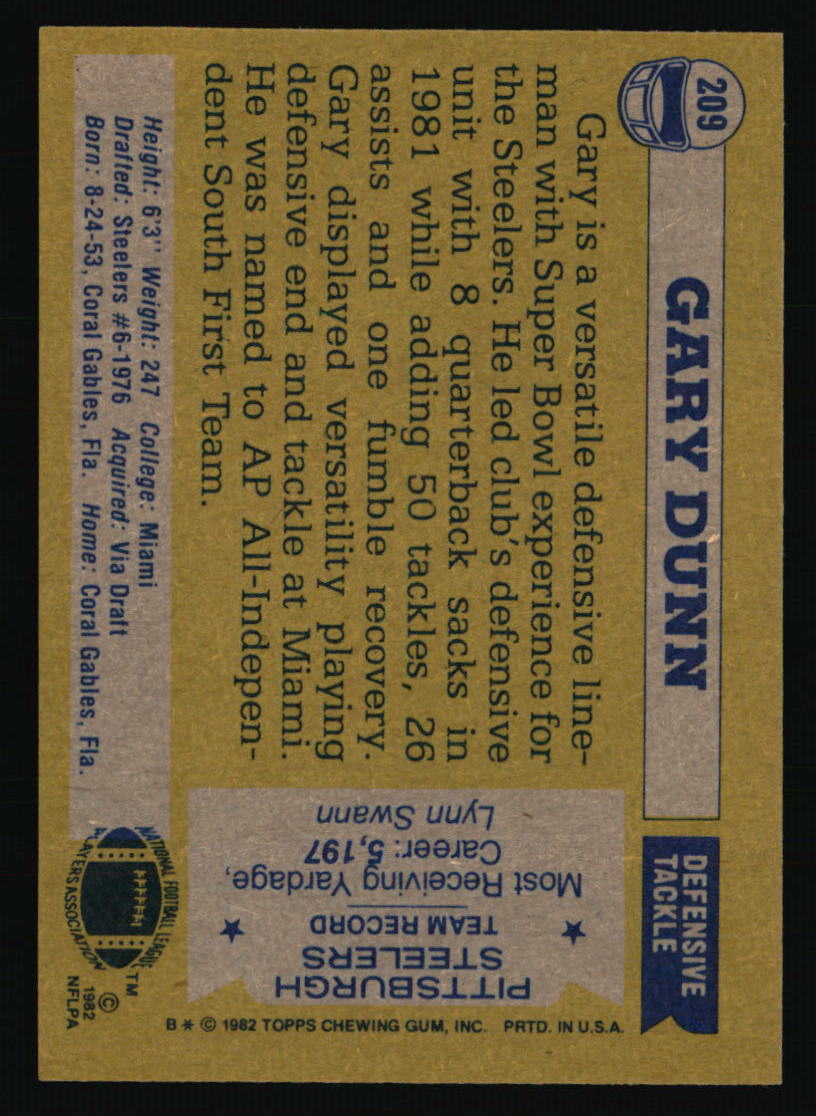 209
GARY DUNN
DEFENSIVE
TACKLE
Gary is a versatile defensive line-
man with Super Bowl experience for
the Steelers. He led club's defensive
unit with 8 quarterback sacks in
1981 while adding 50 tackles, 26
assists and one fumble recovery.
Gary displayed versatility playing
defensive end and tackle at Miami.
He was named to AP All-Indepen-
dent South First Team.
PITTSBURGH
STEELERS
TEAM RECORD
Most Receiving Yardage,
Career: 5,197
Lynn Swann
Height: 6'3" Weight: 247 College: Miami
Drafted: Steelers #6-1976 Acquired: Via Draft
Born: 8-24-53, Coral Gables, Fla. Home: Coral Gables, Fla.
NATIONAL FOOTBALL LEAGUE
PLAYERS ASSOCIATION
TM
©
1982
NFLPA
B * © 1982 TOPPS CHEWING GUM, INC. PRTD. IN U.S.A.